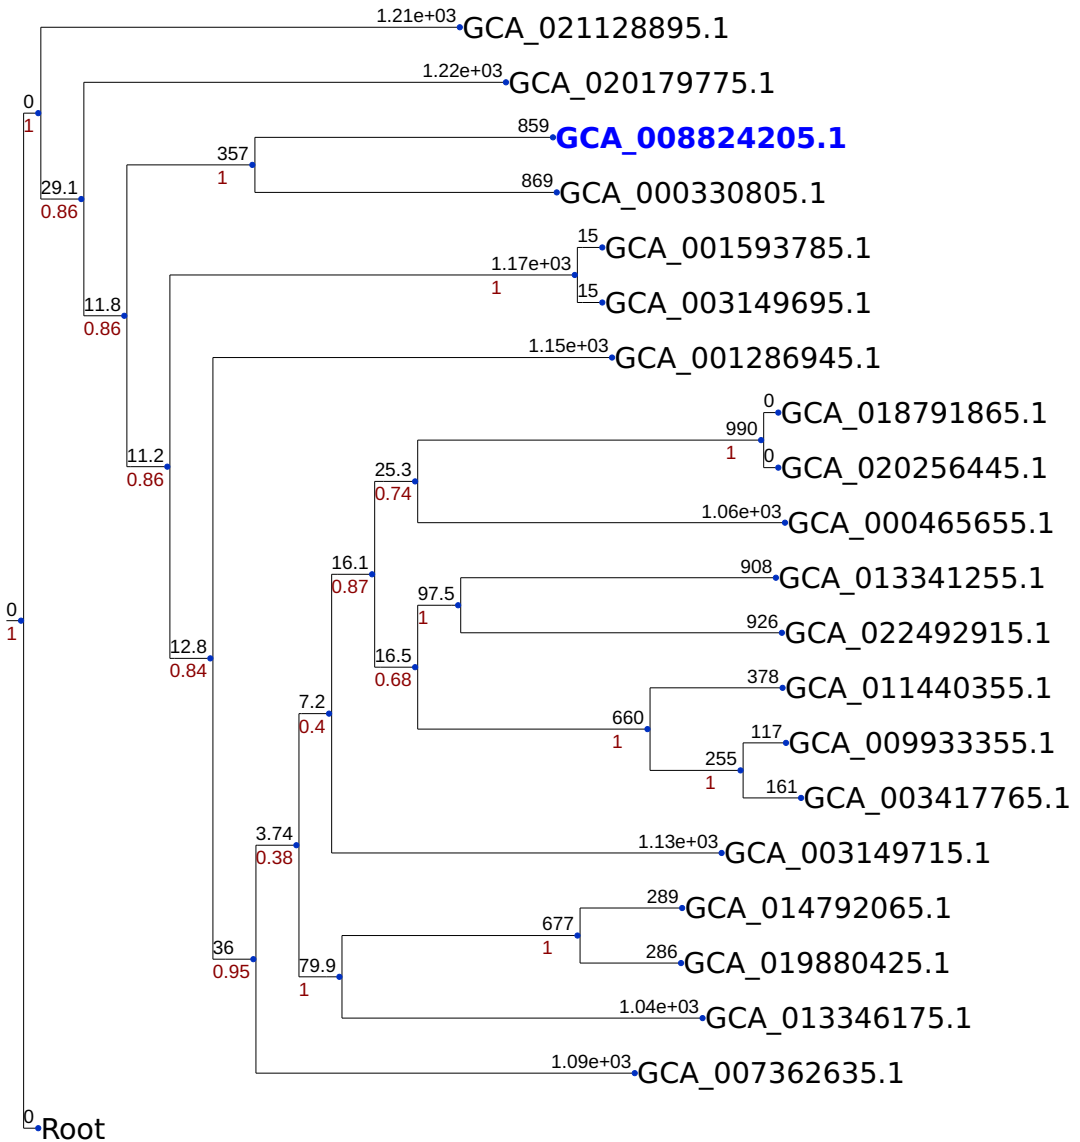 1.21e+03 GCA_021128895.1
1.22e+03 GCA_020179775.1
0
1
859 GCA_008824205.1
357
1
869 GCA_000330805.1
29.1
0.86
15 GCA_001593785.1
1.17e+03
1
15 GCA_003149695.1
11.8
0.86
1.15e+03 GCA_001286945.1
0 GCA_018791865.1
990
1
11.2
0.86
0 GCA_020256445.1
25.3
0.74
1.06e+03 GCA_000465655.1
16.1
0.87
908 GCA_013341255.1
97.5
1
0
1
926 GCA_022492915.1
12.8
0.84
16.5
0.68
378 GCA_011440355.1
7.2
0.4
660
1
117 GCA_009933355.1
255
1
161 GCA_003417765.1
3.74
0.38
1.13e+03 GCA_003149715.1
289 GCA_014792065.1
677
1
36
0.95
286 GCA_019880425.1
79.9
1
1.04e+03 GCA_013346175.1
1.09e+03 GCA_007362635.1
0 Root